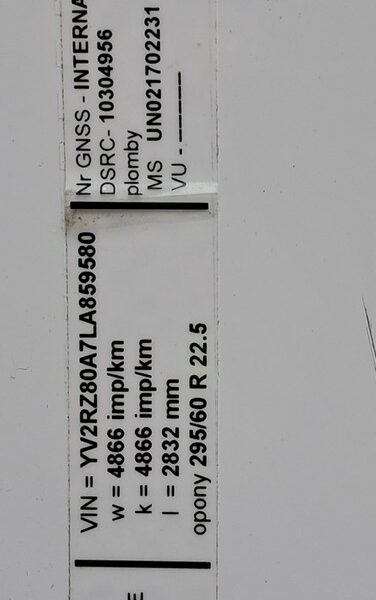 VIN = YV2RZ80A7LA859580
w = 4866 imp/km
k = 4866 imp/km
l = 2832 mm
opony 295/60 R 22.5
Nr GNSS - INTERNA
DSRC- 10304956
plomby
MS UN021702231
VU - ______